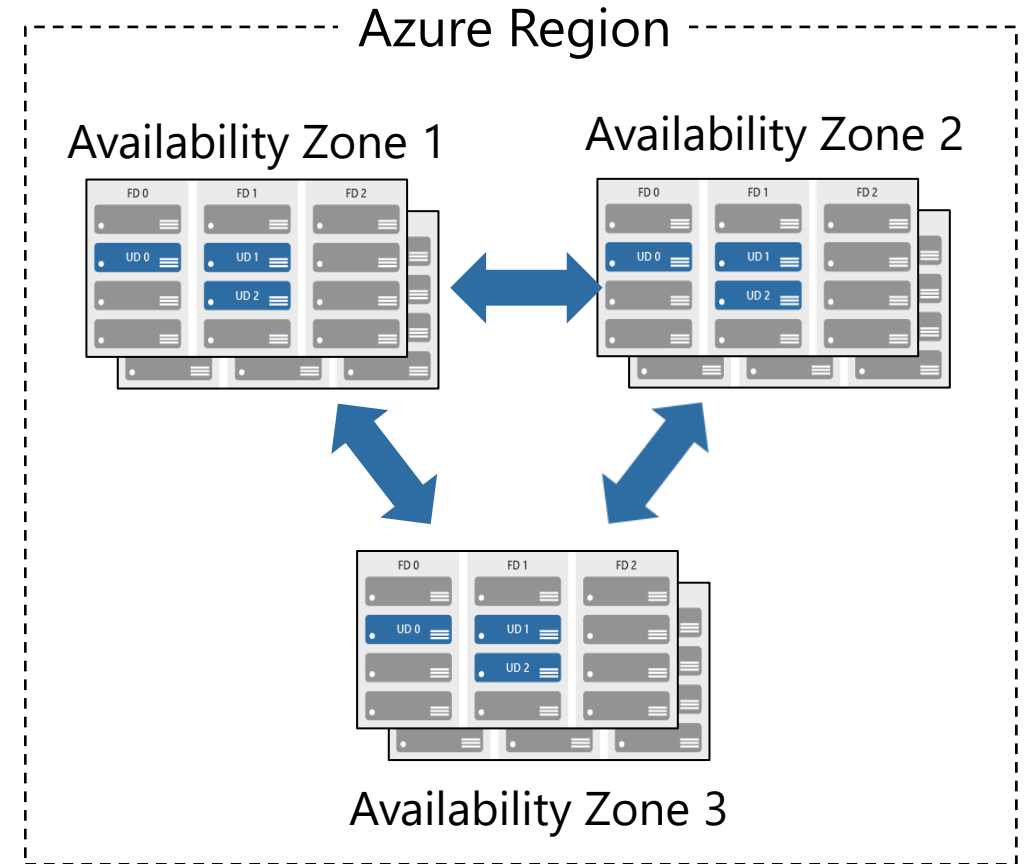 Azure Region
Availability Zone 1
FD 0 FD 1 FD 2
UD 0 UD 1
UD 2
Availability Zone 2
FD 0 FD 1 FD 2
UD 0 UD 1
UD 2
FD 0 FD 1 FD 2
UD 0 UD 1
UD 2
Availability Zone 3